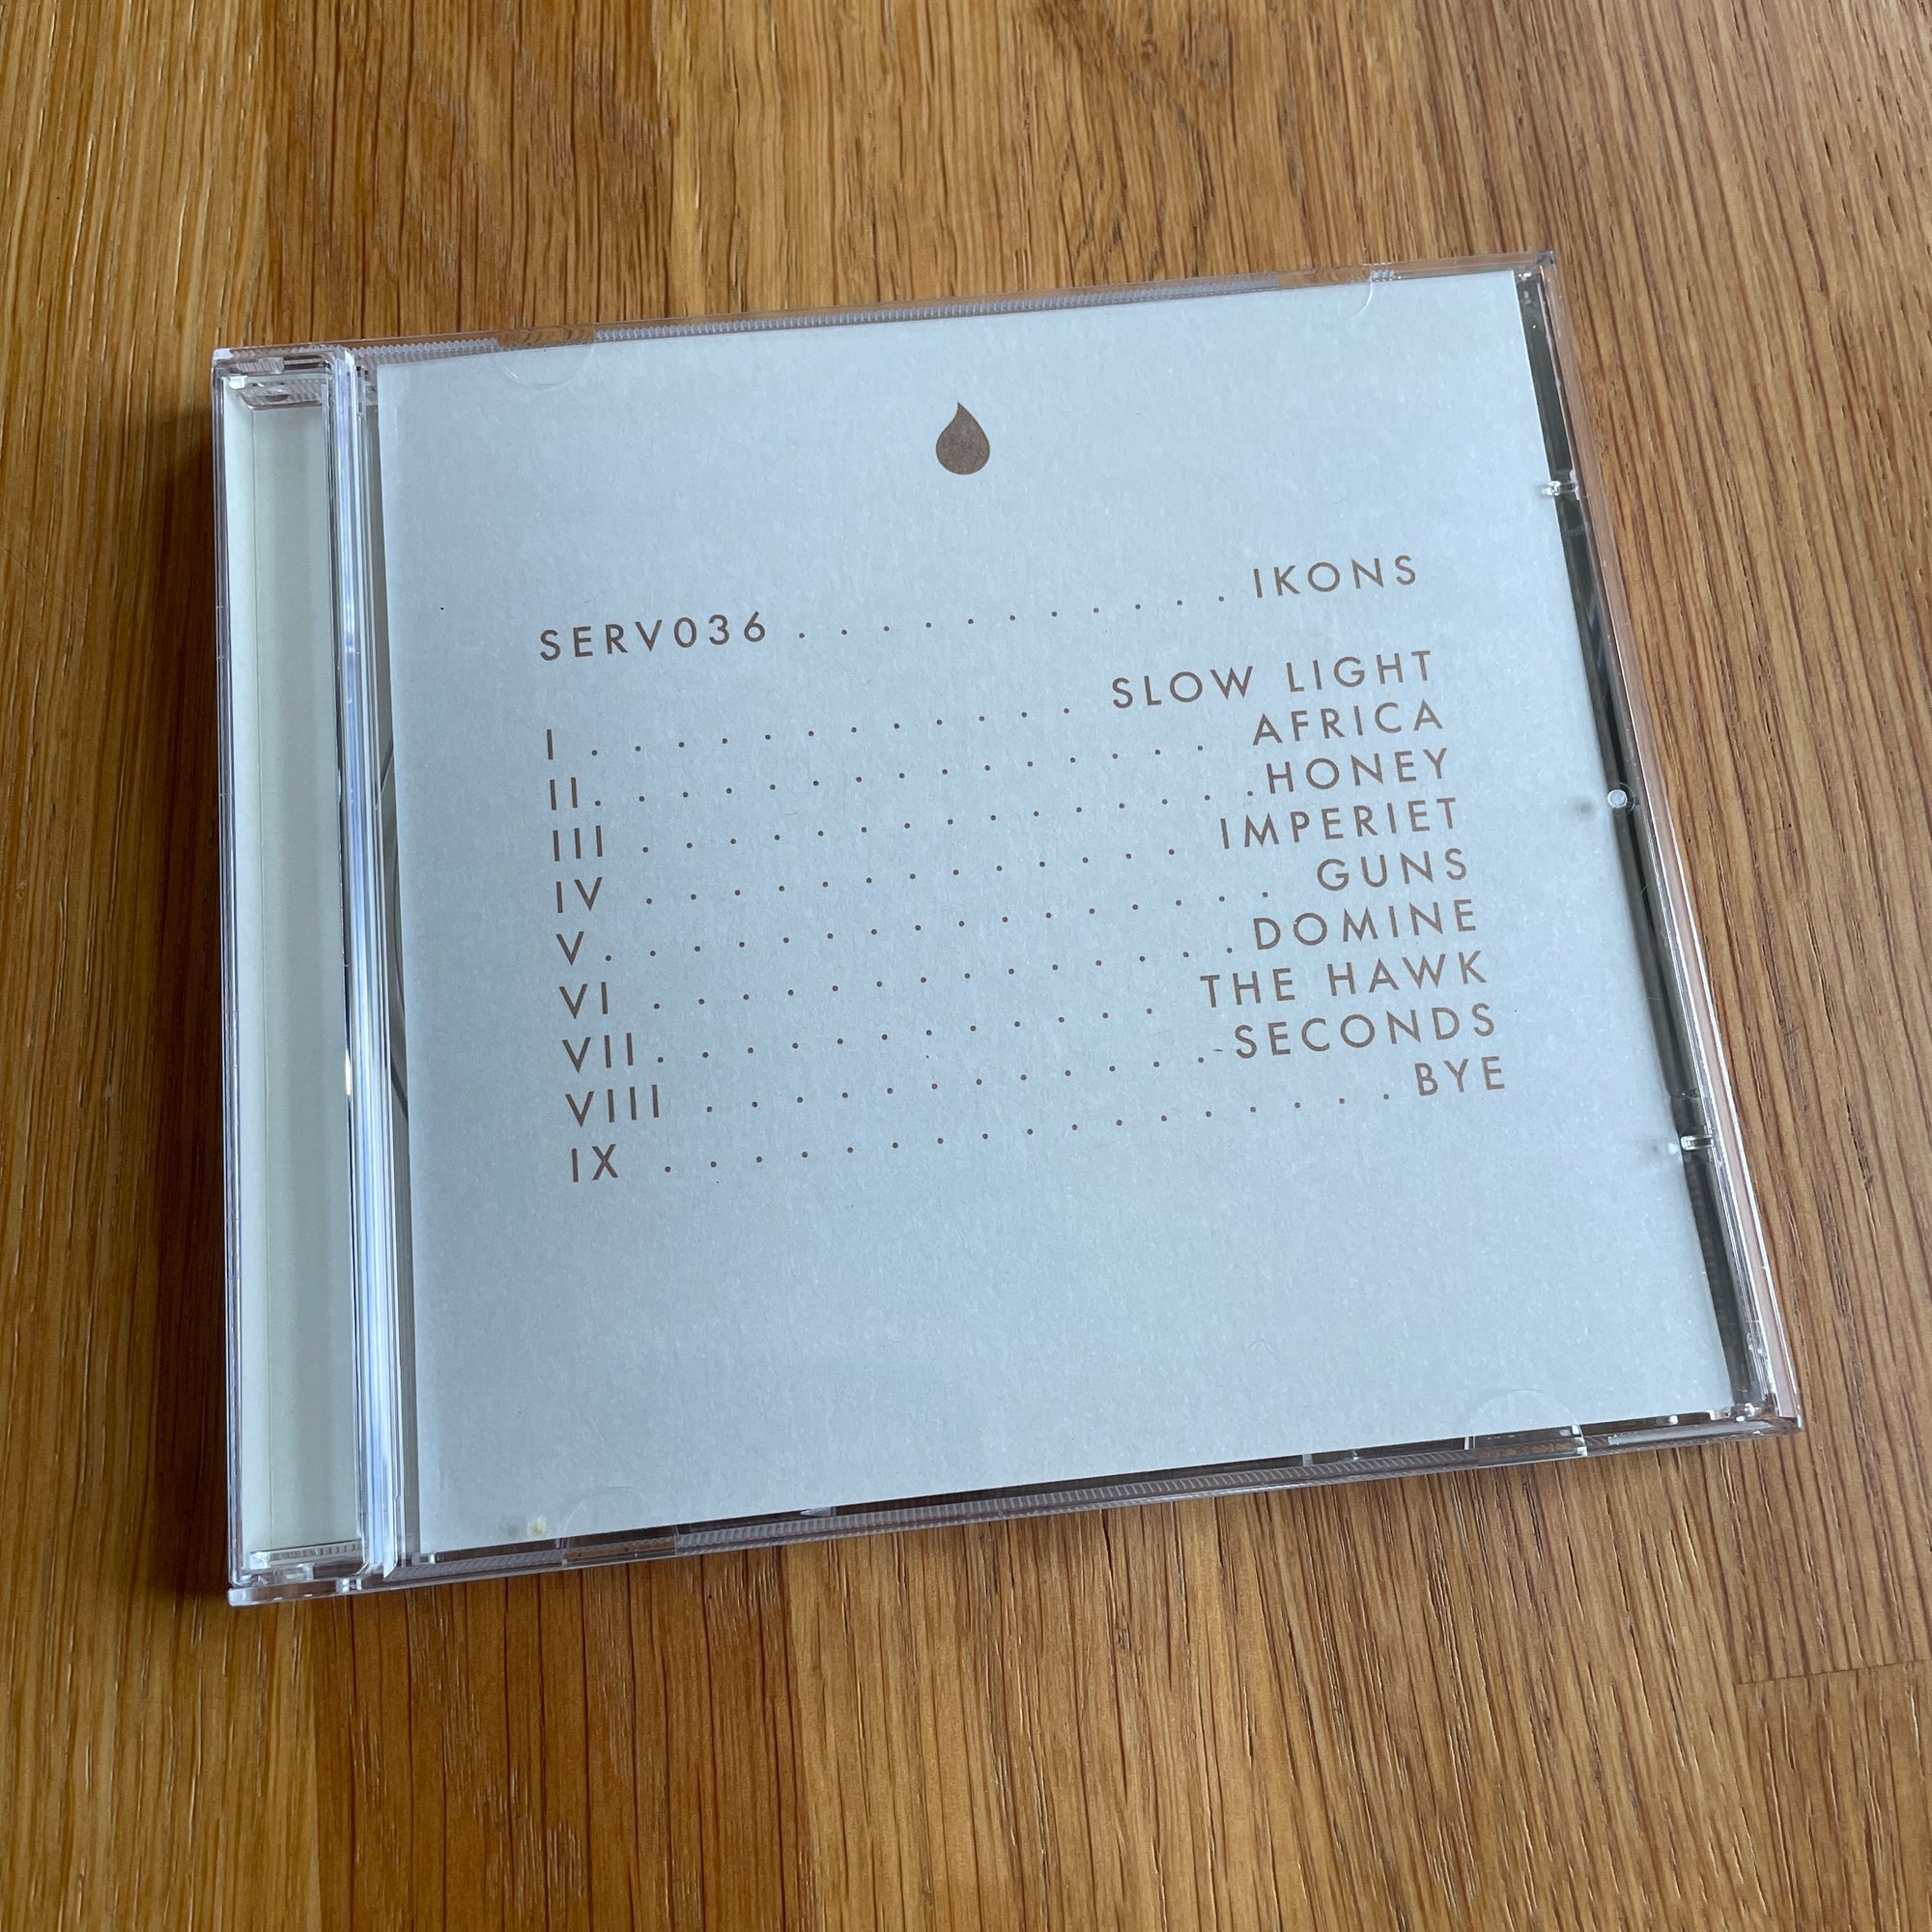 SERV036 . . . . . . . . . . . . IKONS
I . . . . . . . . . . . . SLOW LIGHT
II . . . . . . . . . . . . . . . AFRICA
III . . . . . . . . . . . . . . . HONEY
IV . . . . . . . . . . . . . IMPERIET
V . . . . . . . . . . . . . . . . GUNS
VI . . . . . . . . . . . . . . DOMINE
VII . . . . . . . . . . . . THE HAWK
VIII . . . . . . . . . . . . SECONDS
IX . . . . . . . . . . . . . . . . . BYE